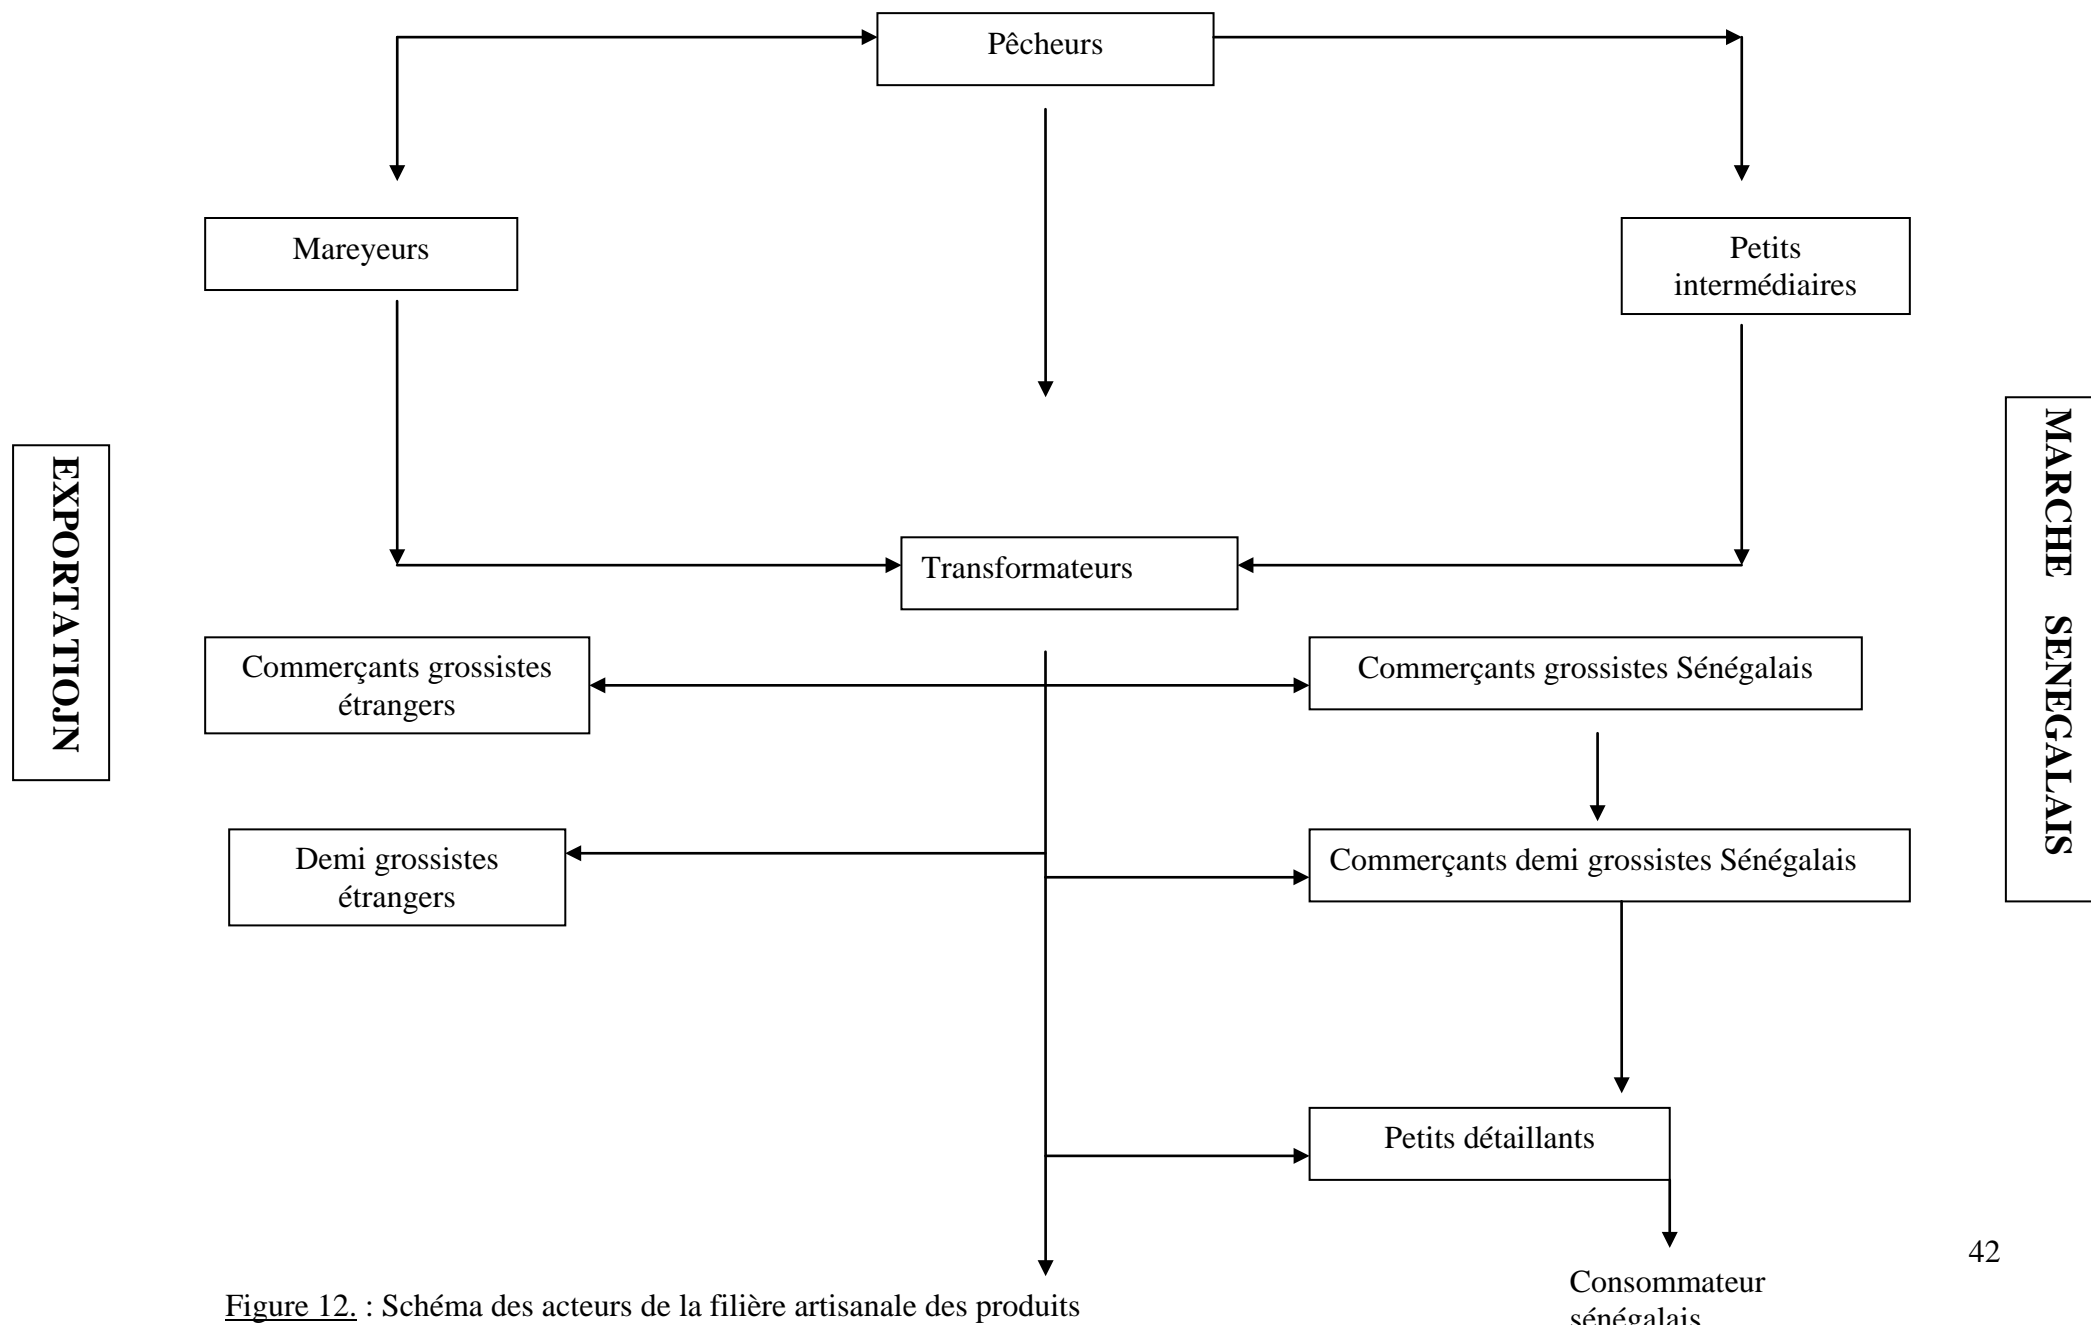 Pêcheurs
Mareyeurs
Petits
intermédiaires
EXPORTATIOJN
MARCHE SENEGALAIS
Transformateurs
Commerçants grossistes
étrangers
Commerçants grossistes Sénégalais
Demi grossistes
étrangers
Commerçants demi grossistes Sénégalais
Petits détaillants
42
Consommateur
sénégalais
Figure 12. : Schéma des acteurs de la filière artisanale des produits